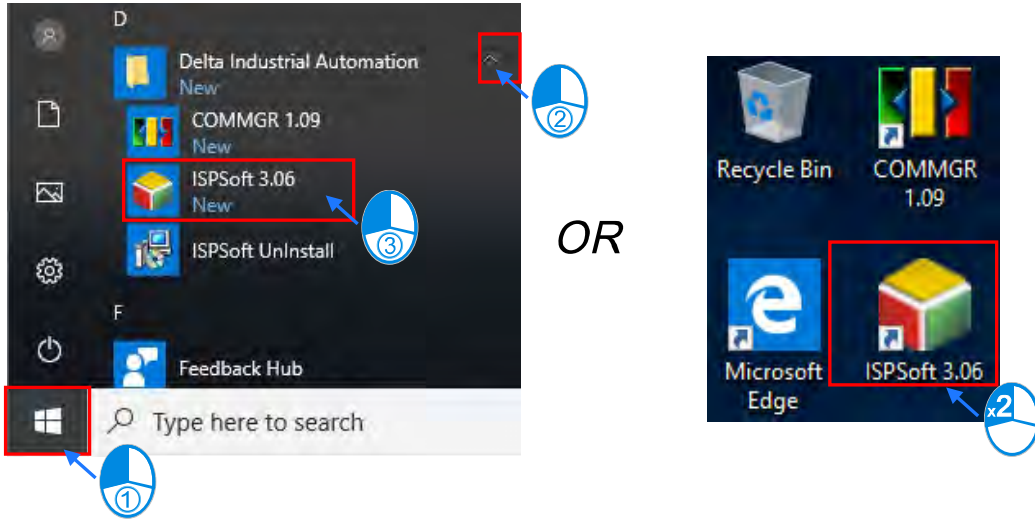 D
Delta Industrial Automation
New
②
COMMGR 1.09
New
ISPSoft 3.06
New
③
ISPSoft UnInstall
F
Feedback Hub
Type here to search
①
OR
Recycle Bin
COMMGR
1.09
Microsoft
Edge
ISPSoft 3.06
x2